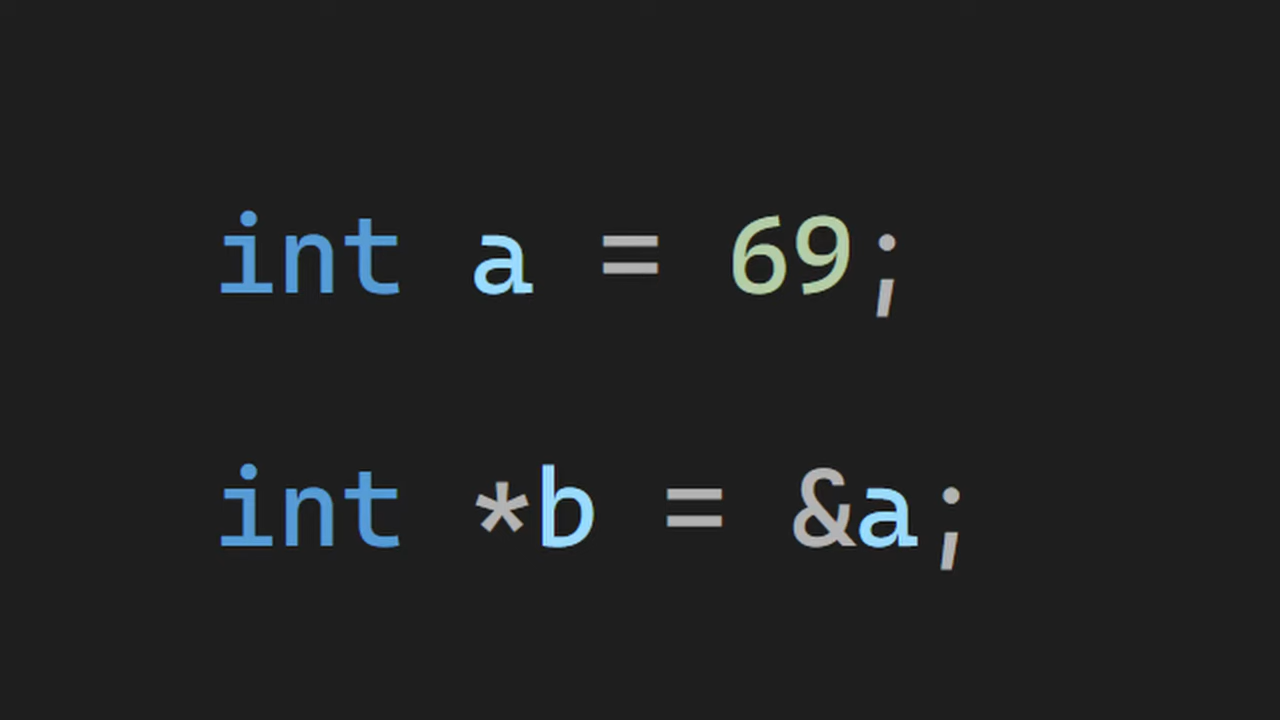 int a = 69;
int *b = &a;